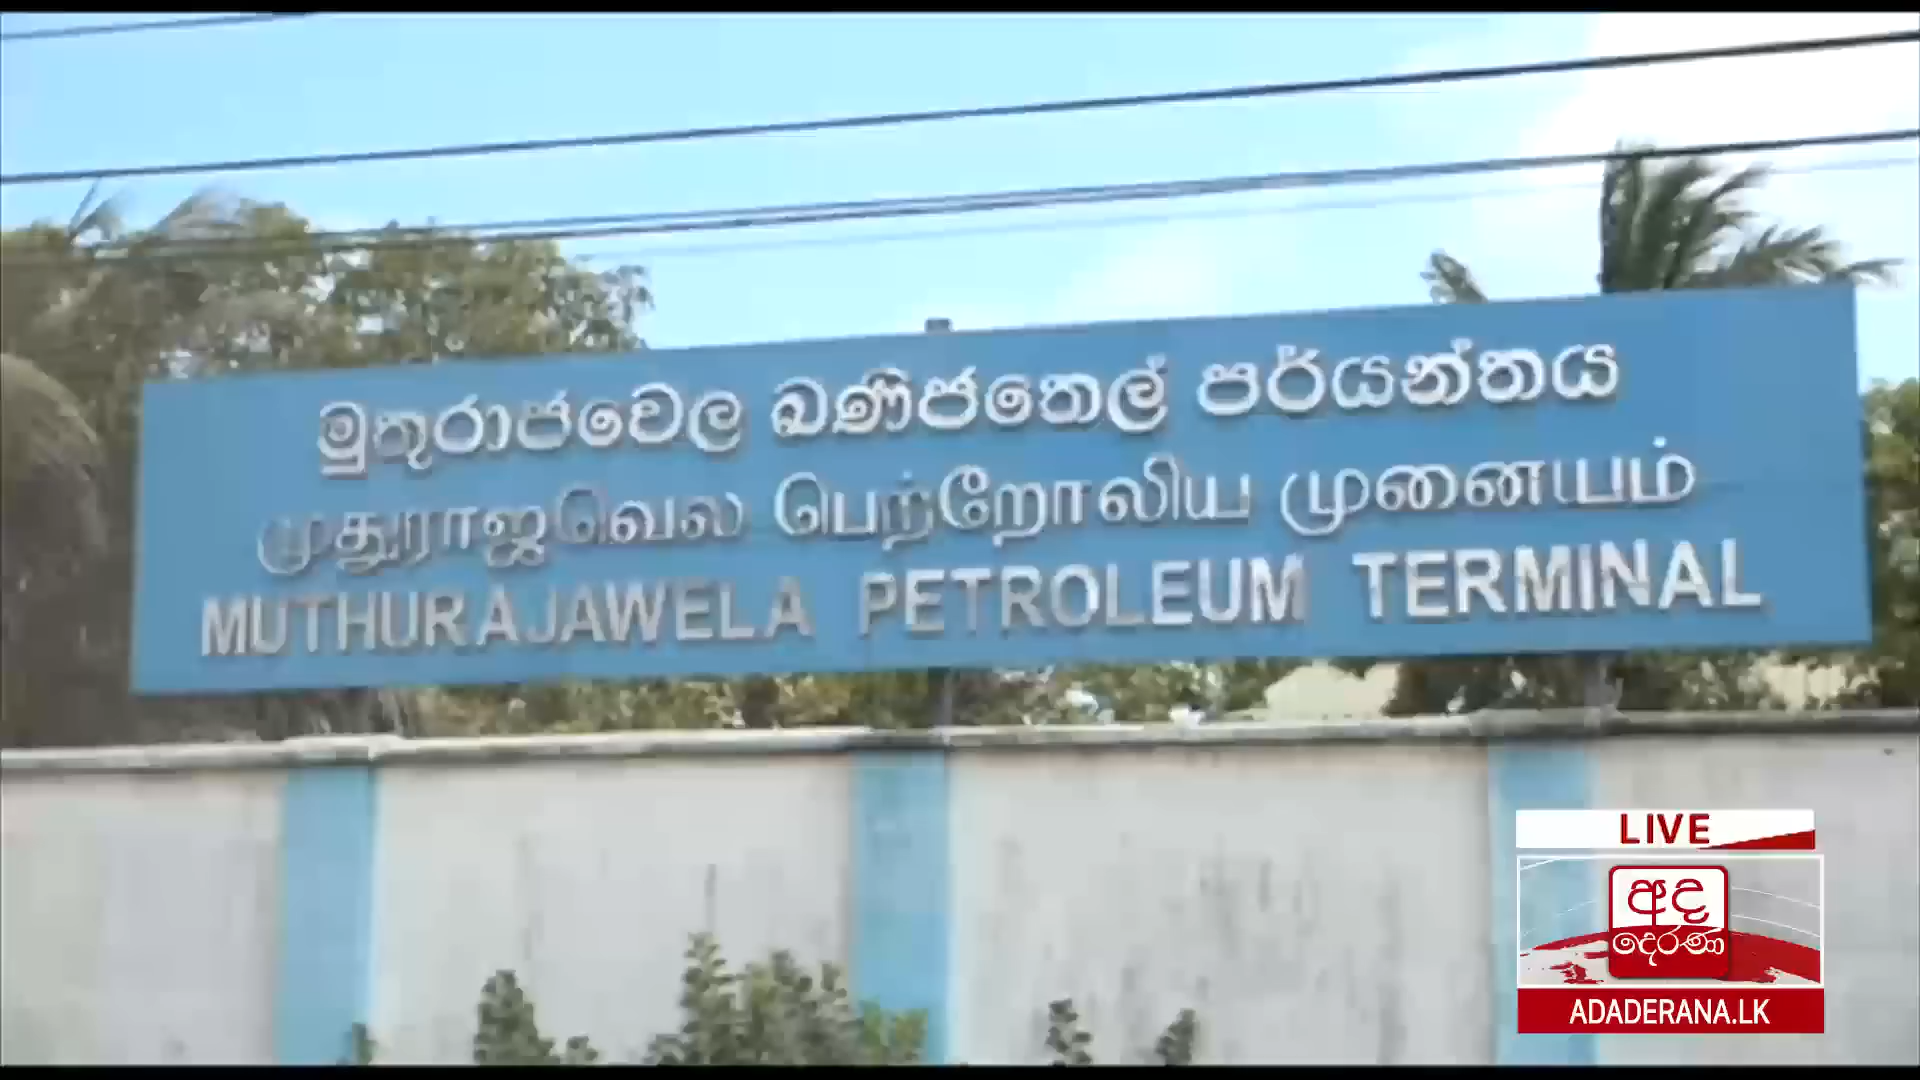 මුතුරාජවෙල ඛණිජතෙල් පර්යන්තය
முதுராஜவெல பெற்றோலிய முனையம்
MUTHURAJAWELA PETROLEUM TERMINAL
LIVE
අද
දෙරණ
ADADERANA.LK